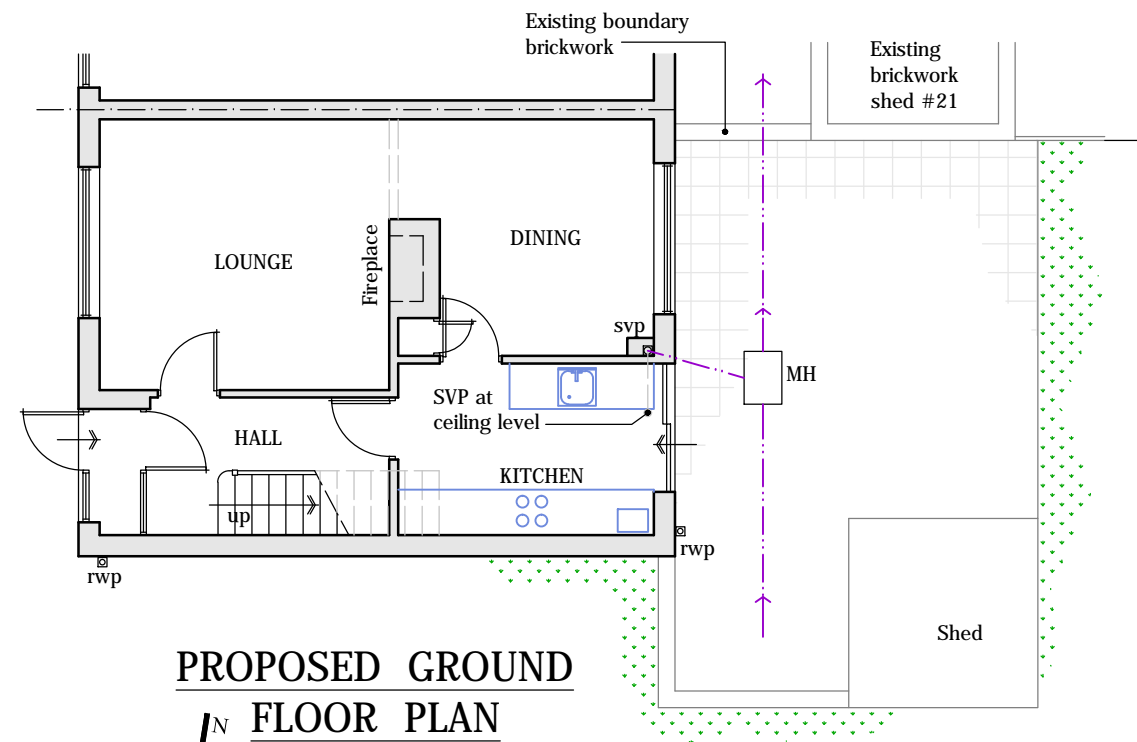 Existing boundary
brickwork
Existing
brickwork
shed #21
LOUNGE
Fireplace
DINING
svp
MH
SVP at
ceiling level
HALL
KITCHEN
up
rwp
rwp
Shed
PROPOSED GROUND
FLOOR PLAN
N